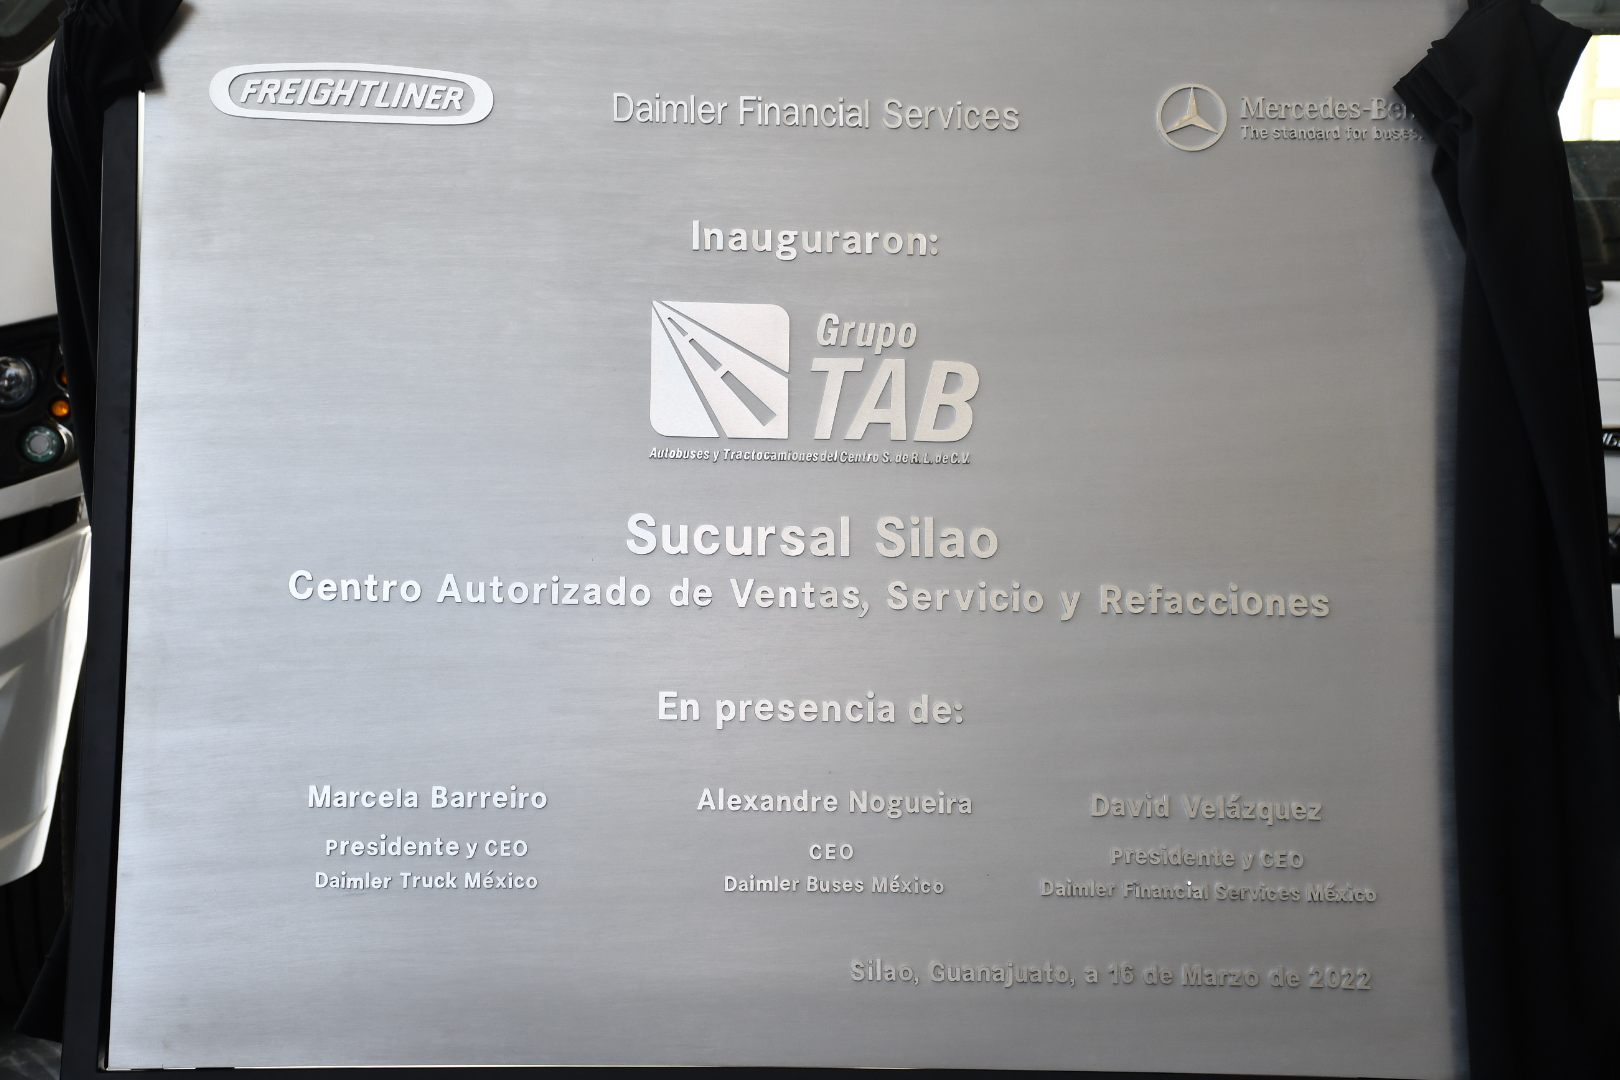 FREIGHTLINER
Daimler Financial Services
Mercedes-Ben
The standard for buses.
Inauguraron:
Grupo
TAB
Autobuses y Tractocamiones del Centro S. de R. L. de C.V.
Sucursal Silao
Centro Autorizado de Ventas, Servicio y Refacciones
En presencia de:
Marcela Barreiro
Presidente y CEO
Daimler Truck México
Alexandre Nogueira
CEO
Daimler Buses México
David Velázquez
Presidente y CEO
Daimler Financial Services México
Silao, Guanajuato, a 16 de Marzo de 2022